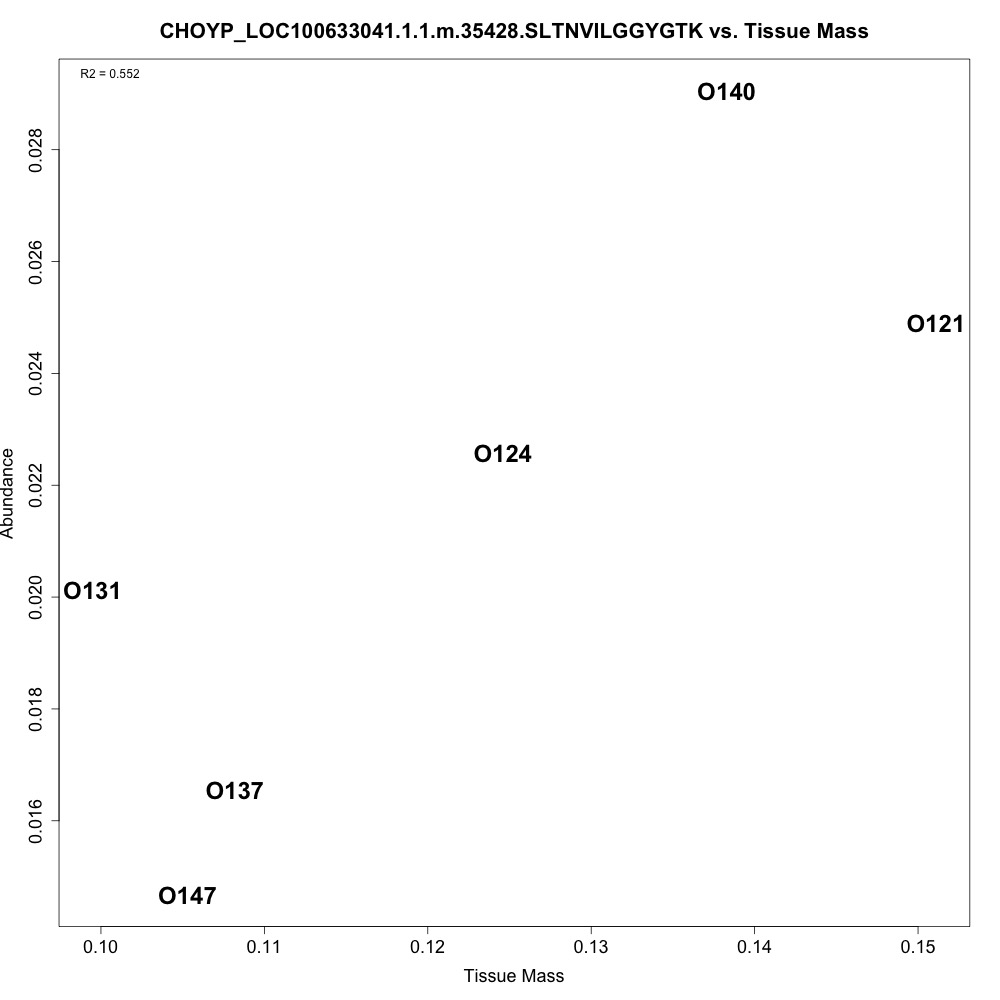 CHOYP_LOC100633041.1.1.m.35428.SLTNVILGGYGTK vs. Tissue Mass
R2 = 0.552
O140
0.028
0.026
O121
0.024
O124
0.022
Abundance
O131
0.020
0.018
O137
0.016
O147
0.10 0.11 0.12 0.13 0.14 0.15
Tissue Mass